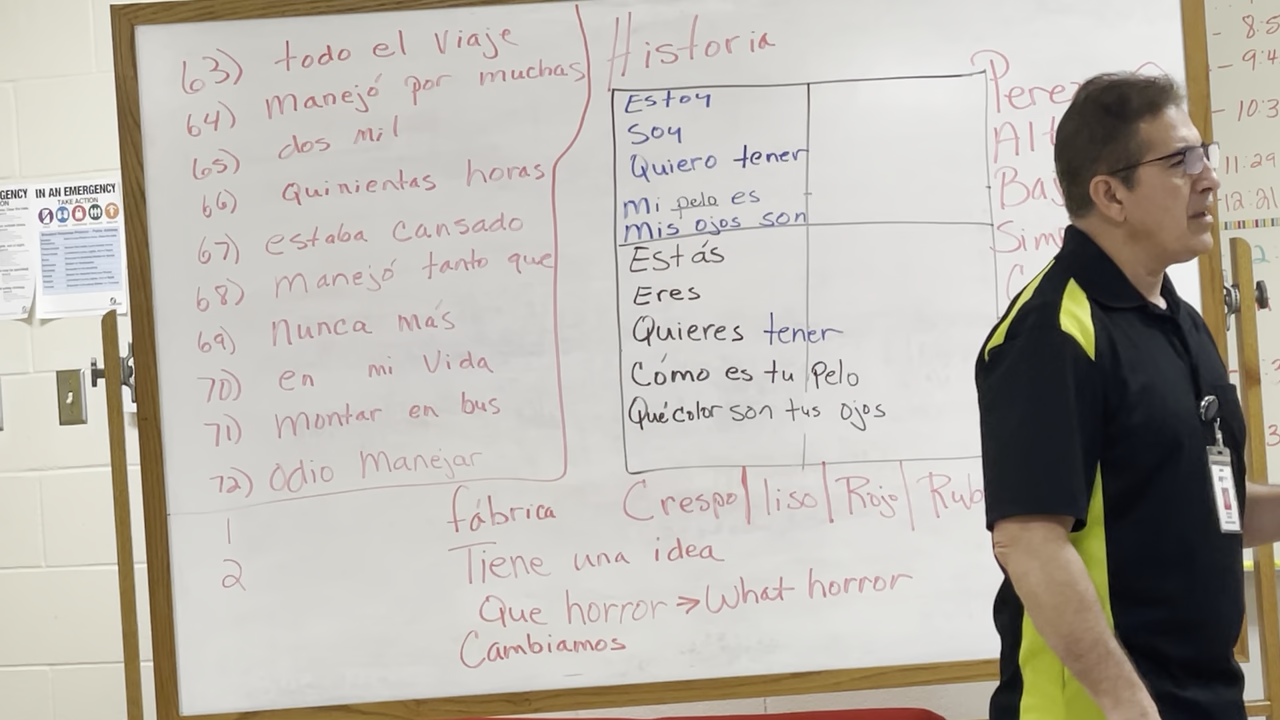 63) todo el viaje
64) manejó por muchas
65) dos mil
66) quinientas horas
67) estaba cansado
68) manejó tanto que
69) nunca más
70) en mi vida
71) montar en bus
72) odio manejar
1
2
fábrica
Tiene una idea
Que horror → What horror
Cambiamos
Historia
Estoy
Soy
Quiero tener
mi pelo es
mis ojos son
Estás
Eres
Quieres tener
Cómo es tu pelo
Qué color son tus ojos
Crespo | liso | Rojo | Rub
Perez
Alt
Baj
Simp
IN AN EMERGENCY
TAKE ACTION
- 8:5
- 9:4
- 10:3
11:29
12:21